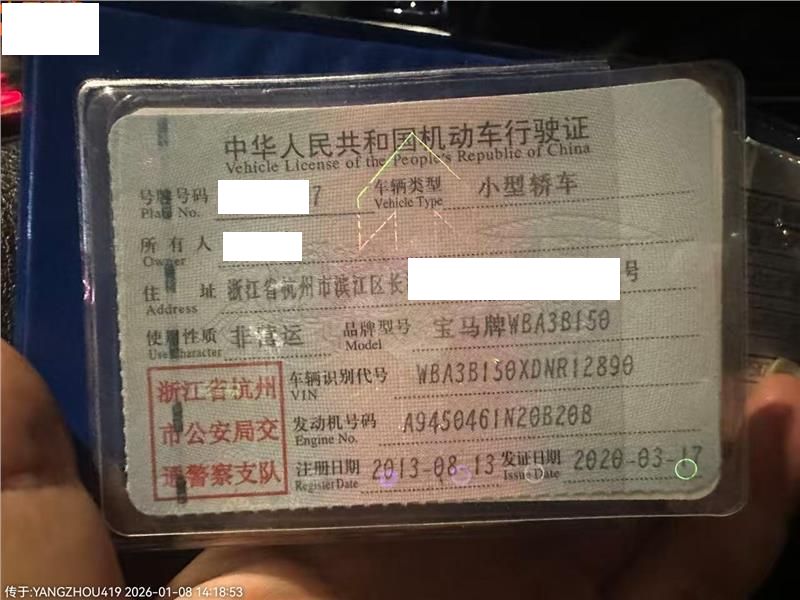 中华人民共和国机动车行驶证
Vehicle License of the People's Republic of China
号牌号码 7 车辆类型 小型轿车
Plate No. Vehicle Type
所有人
Owner
住址 浙江省杭州市滨江区长 号
Address
使用性质 非营运 品牌型号 宝马牌WBA3B150
Use Character Model
浙江省杭州
市公安局交
通警察支队
车辆识别代号 WBA3B150XDNR12890
VIN
发动机号码 A9450461N20B20B
Engine No.
注册日期 2013-08-13 发证日期 2020-03-17
Register Date Issue Date
传于:YANGZHOU419 2026-01-08 14:18:53